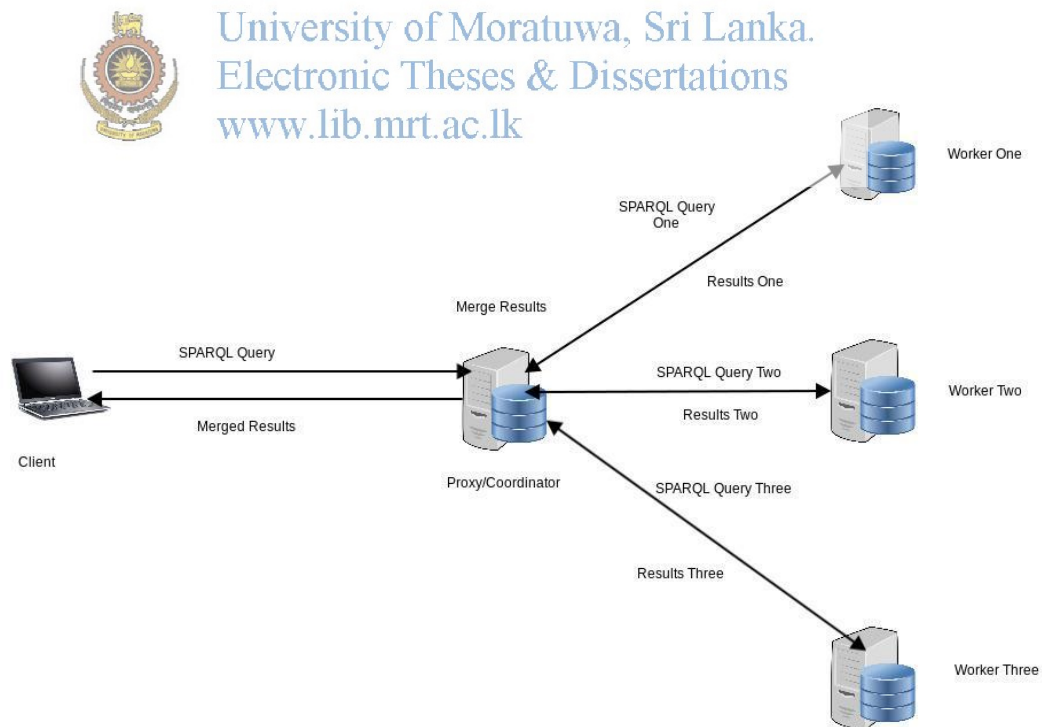 University of Moratuwa, Sri Lanka.
Electronic Theses & Dissertations
www.lib.mrt.ac.lk
Worker One
SPARQL Query
One
Results One
Merge Results
SPARQL Query
SPARQL Query Two
Worker Two
Results Two
Merged Results
Client
Proxy/Coordinator
SPARQL Query Three
Results Three
Worker Three